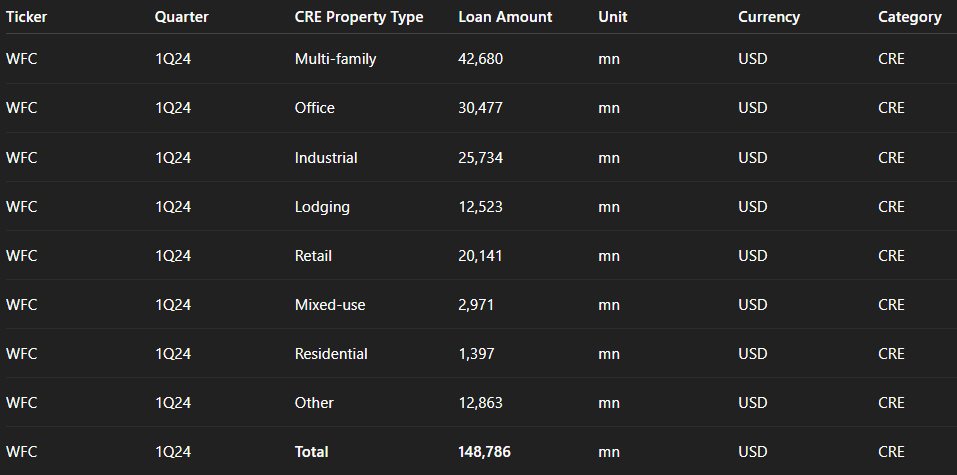 Ticker Quarter CRE Property Type Loan Amount Unit Currency Category
WFC 1Q24 Multi-family 42,680 mn USD CRE
WFC 1Q24 Office 30,477 mn USD CRE
WFC 1Q24 Industrial 25,734 mn USD CRE
WFC 1Q24 Lodging 12,523 mn USD CRE
WFC 1Q24 Retail 20,141 mn USD CRE
WFC 1Q24 Mixed-use 2,971 mn USD CRE
WFC 1Q24 Residential 1,397 mn USD CRE
WFC 1Q24 Other 12,863 mn USD CRE
WFC 1Q24 Total 148,786 mn USD CRE